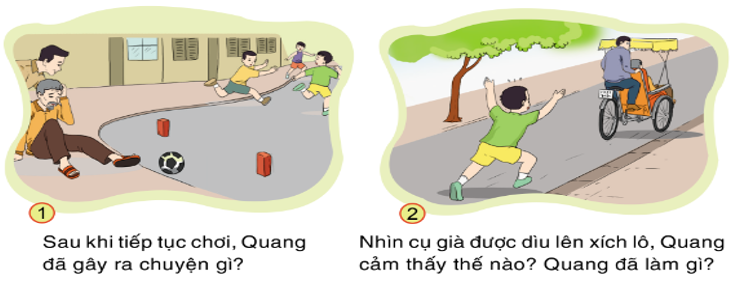 1
Sau khi tiếp tục chơi, Quang
đã gây ra chuyện gì?
2
Nhìn cụ già được dìu lên xích lô, Quang
cảm thấy thế nào? Quang đã làm gì?